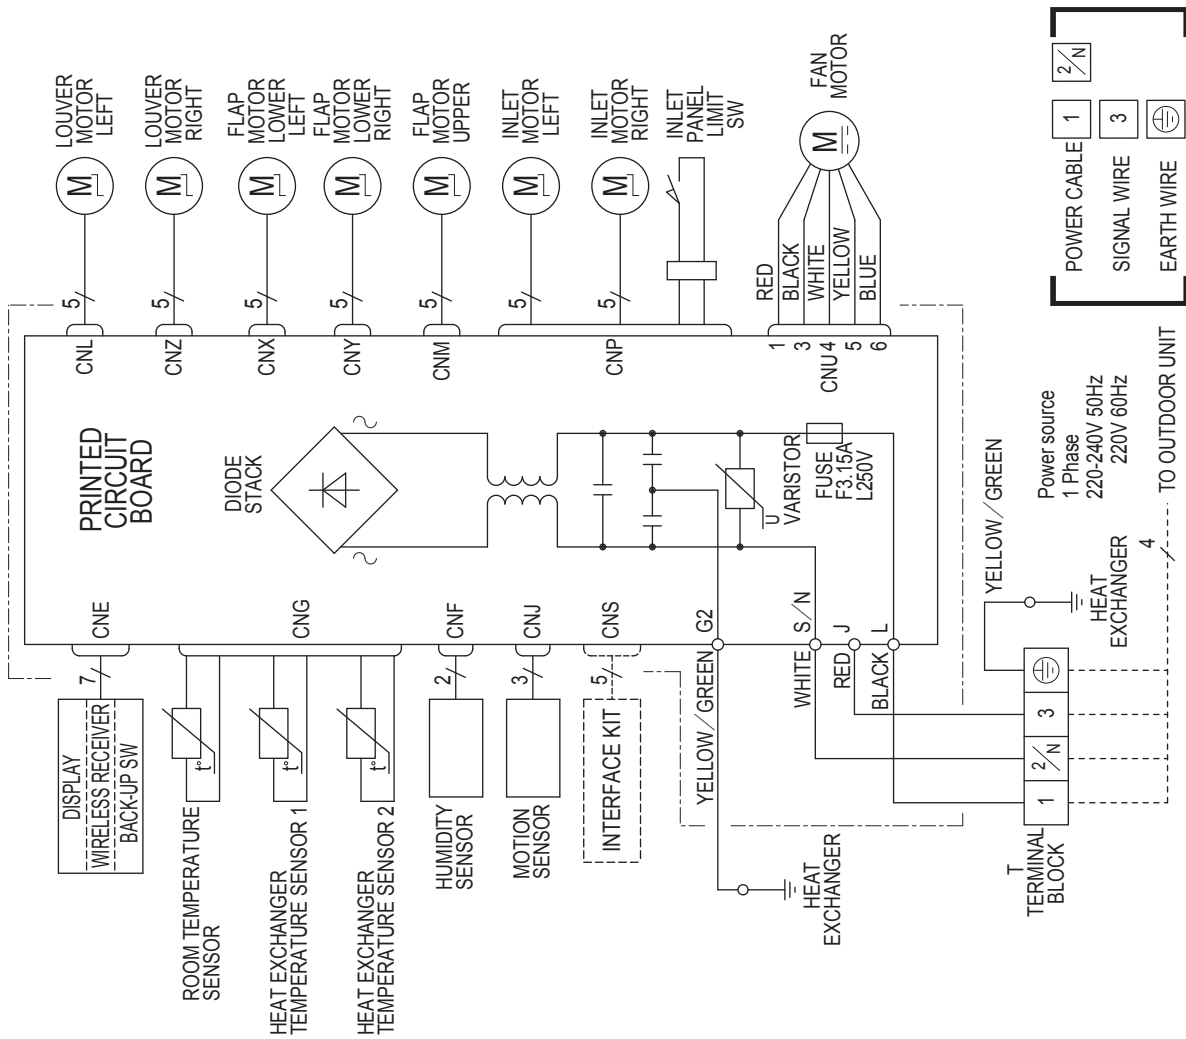 LOUVER
MOTOR
LEFT
LOUVER
MOTOR
RIGHT
FLAP
MOTOR
LOWER
LEFT
FLAP
MOTOR
LOWER
RIGHT
FLAP
MOTOR
UPPER
INLET
MOTOR
LEFT
INLET
MOTOR
RIGHT
INLET
PANEL
LIMIT
SW
FAN
MOTOR
M
M
M
M
M
M
M
M
5
5
5
5
5
5
5
RED
BLACK
WHITE
YELLOW
BLUE
CNL
CNZ
CNX
CNY
CNM
CNP
1
3
CNU 4
5
6
PRINTED
CIRCUIT
BOARD
DIODE
STACK
U
VARISTOR
FUSE
F3.15A
L250V
CNE
CNG
CNF
CNJ
CNS
G2
S/N
J
L
7
2
3
5
YELLOW/GREEN
WHITE
RED
BLACK
DISPLAY
WIRELESS RECEIVER
BACK-UP SW
t°
t°
t°
ROOM TEMPERATURE
SENSOR
HEAT EXCHANGER
TEMPERATURE SENSOR 1
HEAT EXCHANGER
TEMPERATURE SENSOR 2
HUMIDITY
SENSOR
MOTION
SENSOR
INTERFACE KIT
HEAT
EXCHANGER
T
TERMINAL
BLOCK
1
2/N
3
YELLOW/GREEN
HEAT
EXCHANGER
4
TO OUTDOOR UNIT
Power source
1 Phase
220-240V 50Hz
220V 60Hz
POWER CABLE 1 2/N
SIGNAL WIRE 3
EARTH WIRE